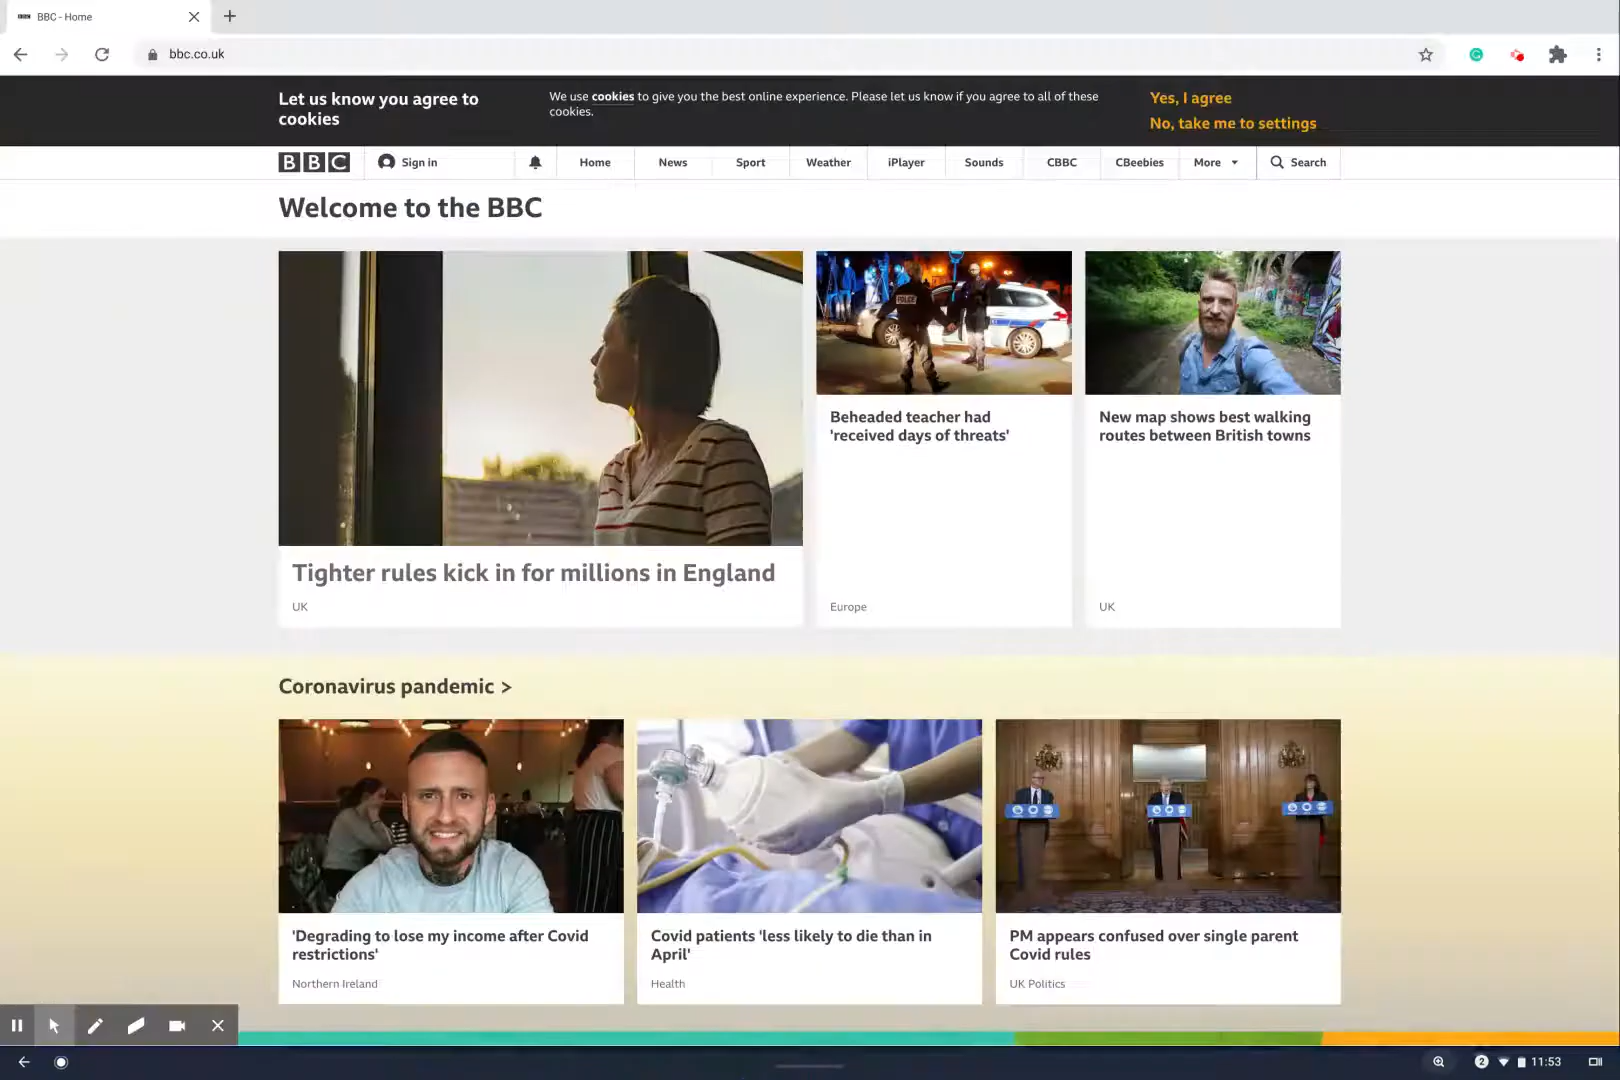 BBC - Home
bbc.co.uk
Let us know you agree to
cookies
We use cookies to give you the best online experience. Please let us know if you agree to all of these
cookies.
Yes, I agree
No, take me to settings
BBC
Sign in
Home
News
Sport
Weather
iPlayer
Sounds
CBBC
CBeebies
More
Search
Welcome to the BBC
POLICE
Tighter rules kick in for millions in England
UK
Beheaded teacher had
'received days of threats'
Europe
New map shows best walking
routes between British towns
UK
Coronavirus pandemic >
'Degrading to lose my income after Covid
restrictions'
Northern Ireland
Covid patients 'less likely to die than in
April'
Health
PM appears confused over single parent
Covid rules
UK Politics
2
11:53